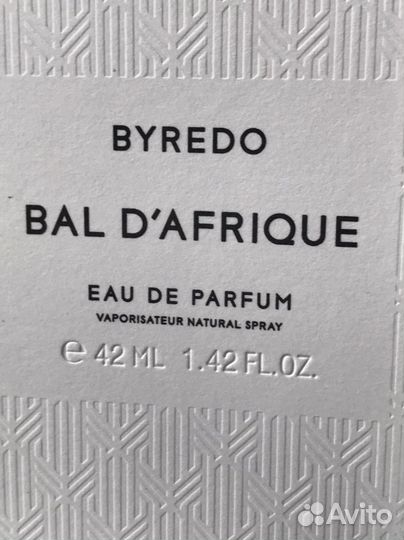 BYREDO
BAL D'AFRIQUE
EAU DE PARFUM
VAPORISATEUR NATURAL SPRAY
℮ 42 ML 1.42 FL.OZ.
Avito